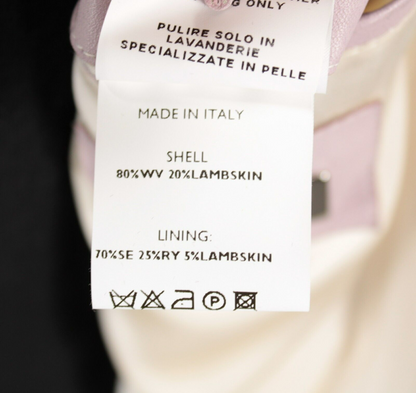 G ONLY
PULIRE SOLO IN
LAVANDERIE
SPECIALIZZATE IN PELLE
MADE IN ITALY
SHELL
80%WV 20%LAMBSKIN
LINING:
70%SE 25%RY 5%LAMBSKIN
P